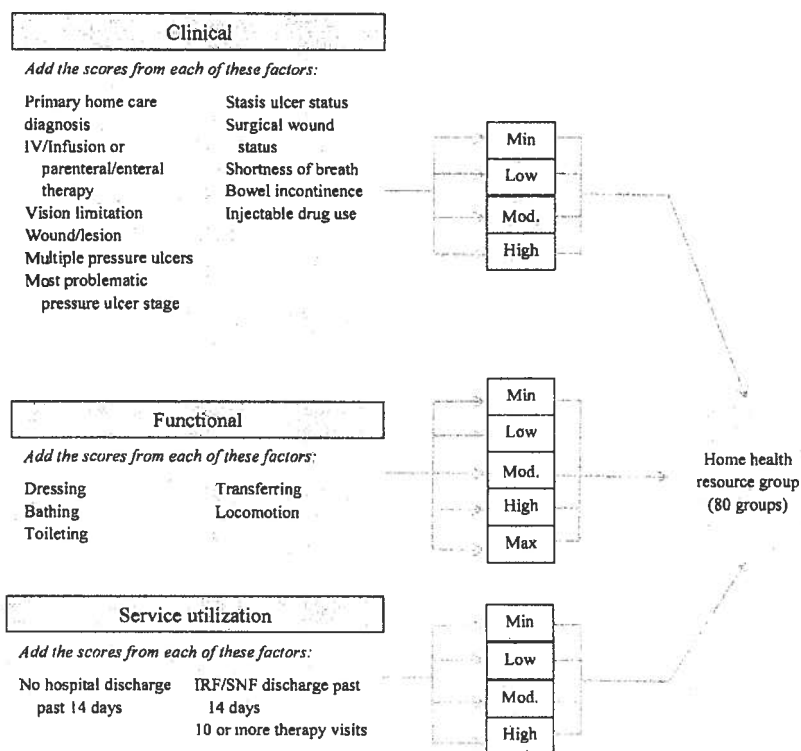 Clinical
Add the scores from each of these factors:
Primary home care
diagnosis
IV/Infusion or
parenteral/enteral
therapy
Vision limitation
Wound/lesion
Multiple pressure ulcers
Most problematic
pressure ulcer stage
Stasis ulcer status
Surgical wound
status
Shortness of breath
Bowel incontinence
Injectable drug use
Min
Low
Mod.
High
Functional
Add the scores from each of these factors:
Dressing
Bathing
Toileting
Transferring
Locomotion
Min
Low
Mod.
High
Max
Home health
resource group
(80 groups)
Service utilization
Add the scores from each of these factors:
No hospital discharge
past 14 days
IRF/SNF discharge past
14 days
10 or more therapy visits
Min
Low
Mod.
High